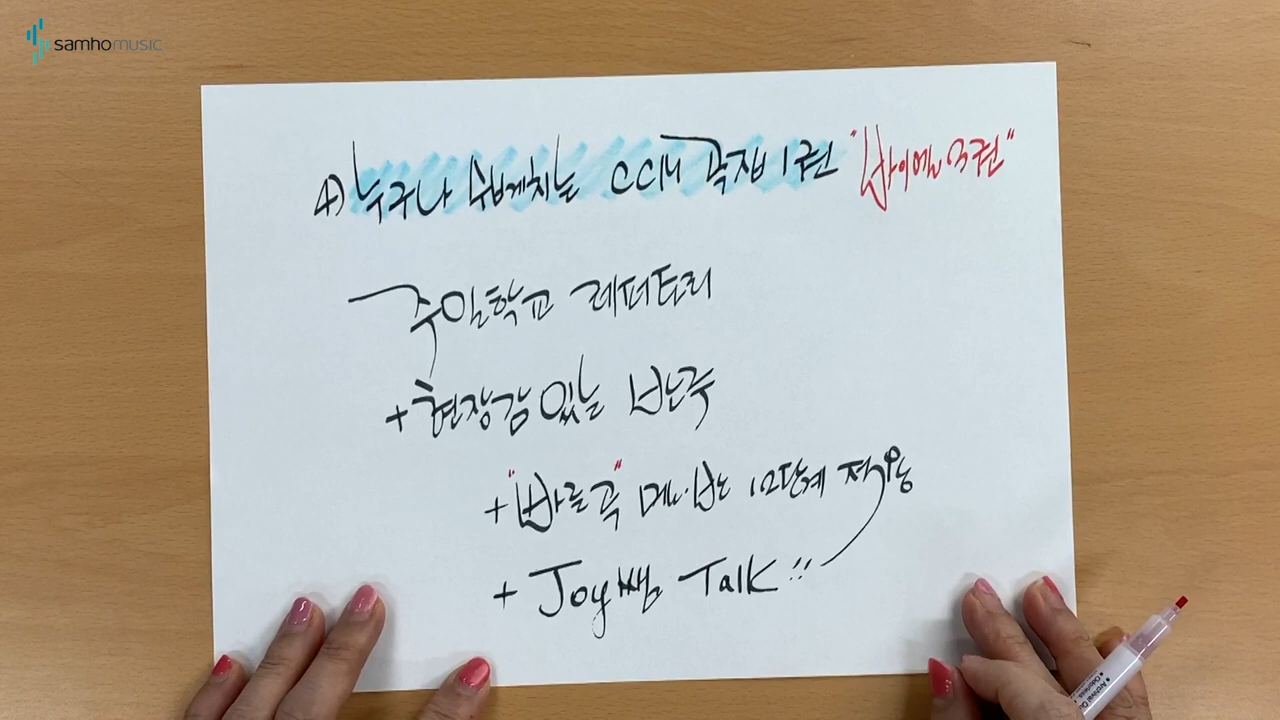 samhomusic
4) 누구나 쉽게치는 CCM 곡집 1권 "바이엘 3권"
주일학교 레퍼토리
+ 현장감있는 반주
+ "빠른곡" 메·반 12단계 적용
+ Joy쌤 Talk!!